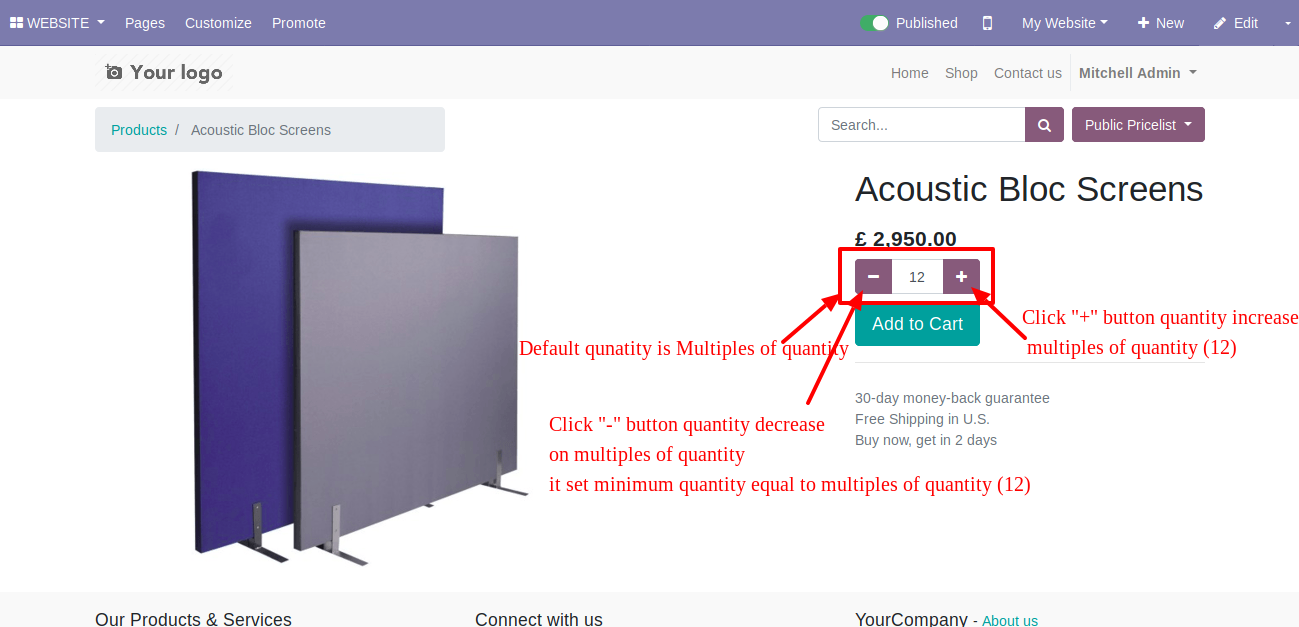 WEBSITE Pages Customize Promote Published My Website New Edit
Your logo Home Shop Contact us Mitchell Admin
Products / Acoustic Bloc Screens Search... Public Pricelist
Acoustic Bloc Screens
£ 2,950.00
12
Add to Cart
Click "+" button quantity increase
multiples of quantity (12)
Default qunatity is Multiples of quantity
30-day money-back guarantee
Free Shipping in U.S.
Buy now, get in 2 days
Click "-" button quantity decrease
on multiples of quantity
it set minimum quantity equal to multiples of quantity (12)
Our Products & Services Connect with us YourCompany - About us